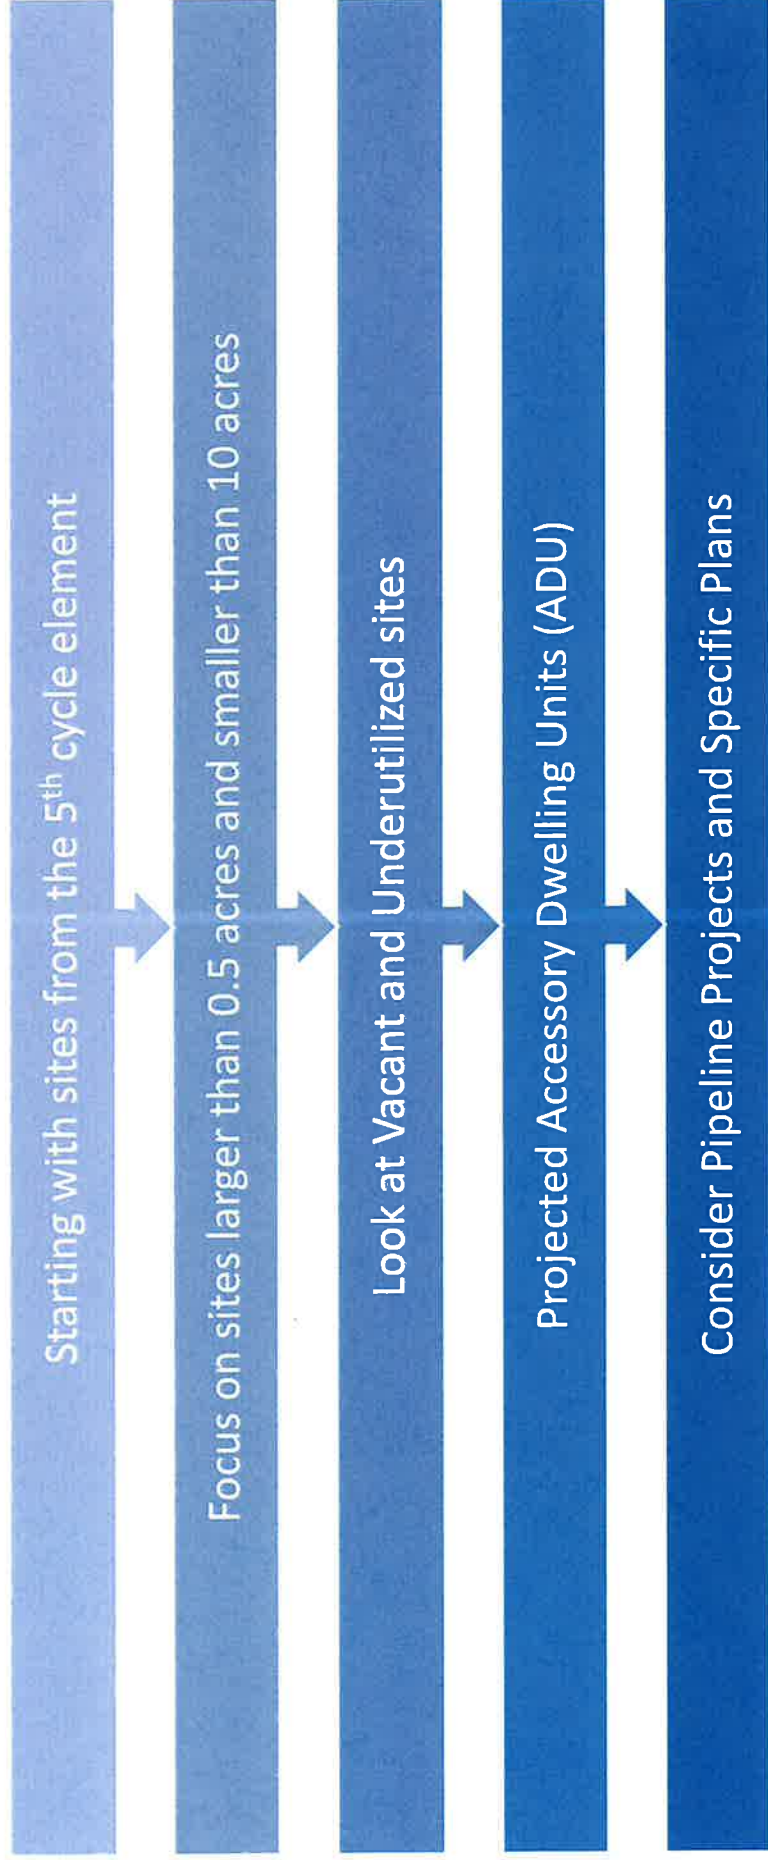 Starting with sites from the 5th cycle element
Focus on sites larger than 0.5 acres and smaller than 10 acres
Look at Vacant and Underutilized sites
Projected Accessory Dwelling Units (ADU)
Consider Pipeline Projects and Specific Plans